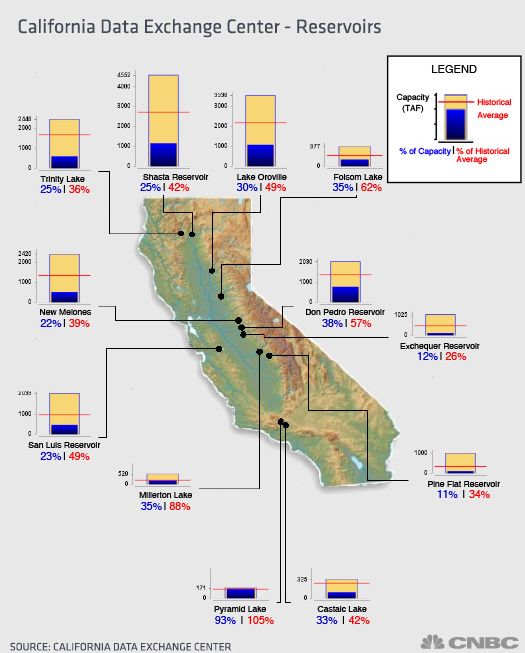 California Data Exchange Center - Reservoirs
LEGEND
Capacity
(TAF)
Historical
Average
% of Capacity | % of Historical
Average
4552
4000
3000
2000
1000
0
Shasta Reservoir
25% | 42%
3538
3000
2000
1000
0
Lake Oroville
30% | 49%
977
0
Folsom Lake
35% | 62%
2448
2000
1000
0
Trinity Lake
25% | 36%
2420
2000
1000
0
New Melones
22% | 39%
2030
1000
0
Don Pedro Reservoir
38% | 57%
1025
0
Exchequer Reservoir
12% | 26%
2039
1000
0
San Luis Reservoir
23% | 49%
520
0
Millerton Lake
35% | 88%
1000
0
Pine Flat Reservoir
11% | 34%
171
0
Pyramid Lake
93% | 105%
325
0
Castaic Lake
33% | 42%
SOURCE: CALIFORNIA DATA EXCHANGE CENTER
CNBC